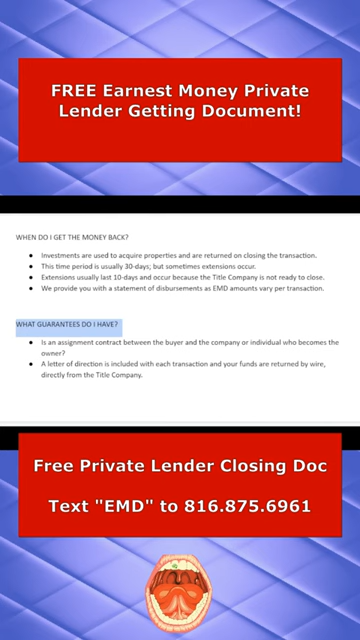 FREE Earnest Money Private
Lender Getting Document!
WHEN DO I GET THE MONEY BACK?
● Investments are used to acquire properties and are returned on closing the transaction.
● This time period is usually 30-days; but sometimes extensions occur.
● Extensions usually last 10-days and occur because the Title Company is not ready to close.
● We provide you with a statement of disbursements as EMD amounts vary per transaction.
WHAT GUARANTEES DO I HAVE?
● Is an assignment contract between the buyer and the company or individual who becomes the
owner?
● A letter of direction is included with each transaction and your funds are returned by wire,
directly from the Title Company.
Free Private Lender Closing Doc
Text "EMD" to 816.875.6961